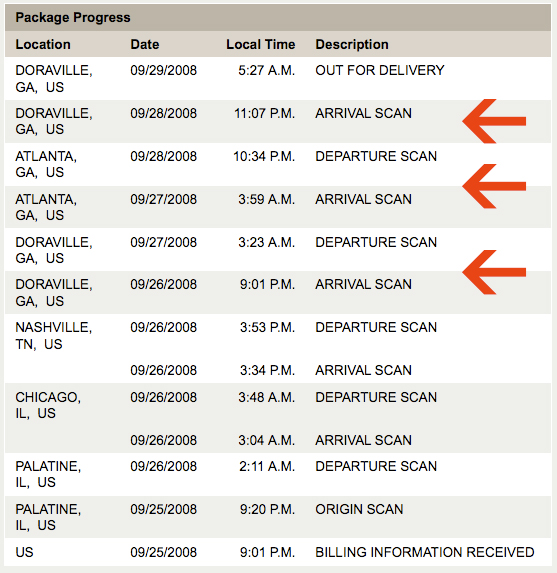 Package Progress
Location Date Local Time Description
DORAVILLE, 09/29/2008 5:27 A.M. OUT FOR DELIVERY
GA, US
DORAVILLE, 09/28/2008 11:07 P.M. ARRIVAL SCAN
GA, US
ATLANTA, 09/28/2008 10:34 P.M. DEPARTURE SCAN
GA, US
ATLANTA, 09/27/2008 3:59 A.M. ARRIVAL SCAN
GA, US
DORAVILLE, 09/27/2008 3:23 A.M. DEPARTURE SCAN
GA, US
DORAVILLE, 09/26/2008 9:01 P.M. ARRIVAL SCAN
GA, US
NASHVILLE, 09/26/2008 3:53 P.M. DEPARTURE SCAN
TN, US
09/26/2008 3:34 P.M. ARRIVAL SCAN
CHICAGO, 09/26/2008 3:48 A.M. DEPARTURE SCAN
IL, US
09/26/2008 3:04 A.M. ARRIVAL SCAN
PALATINE, 09/26/2008 2:11 A.M. DEPARTURE SCAN
IL, US
PALATINE, 09/25/2008 9:20 P.M. ORIGIN SCAN
IL, US
US 09/25/2008 9:01 P.M. BILLING INFORMATION RECEIVED